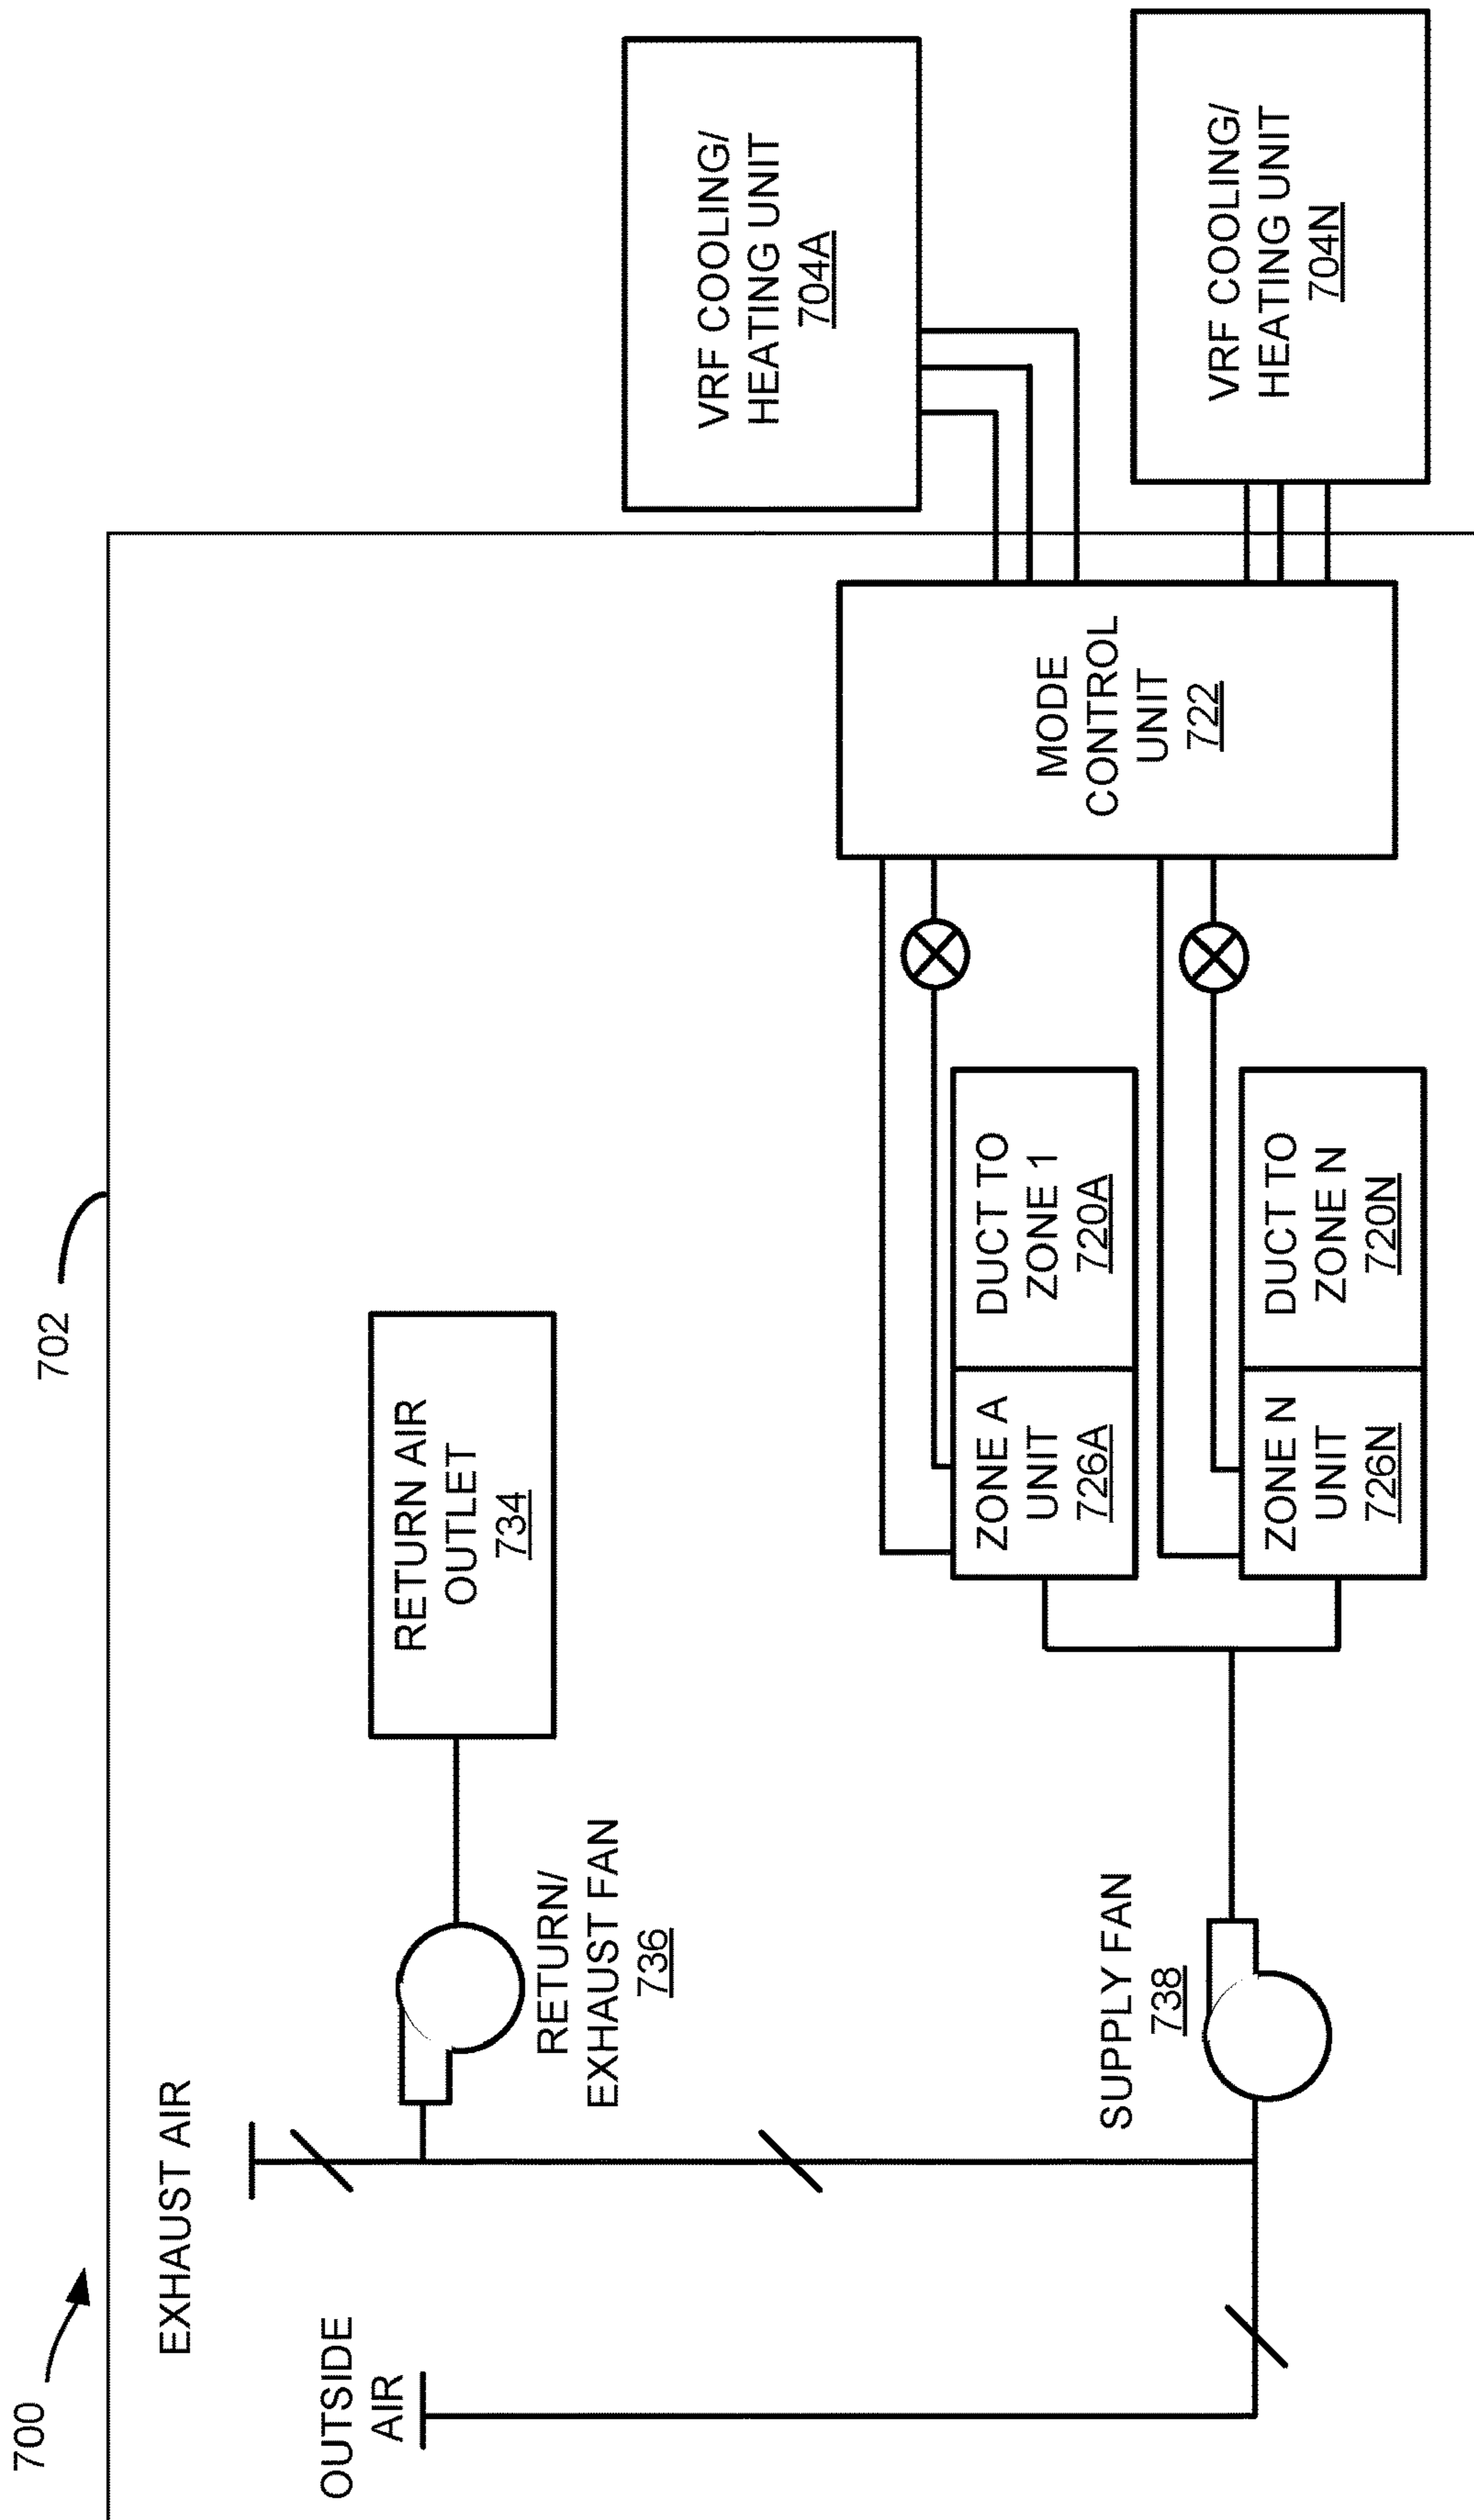 700
702
EXHAUST AIR
OUTSIDE
AIR
RETURN AIR
OUTLET
734
RETURN/
EXHAUST FAN
736
VRF COOLING/
HEATING UNIT
704A
SUPPLY FAN
738
ZONE A
UNIT
726A
DUCT TO
ZONE 1
720A
MODE
CONTROL
UNIT
722
ZONE N
UNIT
726N
DUCT TO
ZONE N
720N
VRF COOLING/
HEATING UNIT
704N